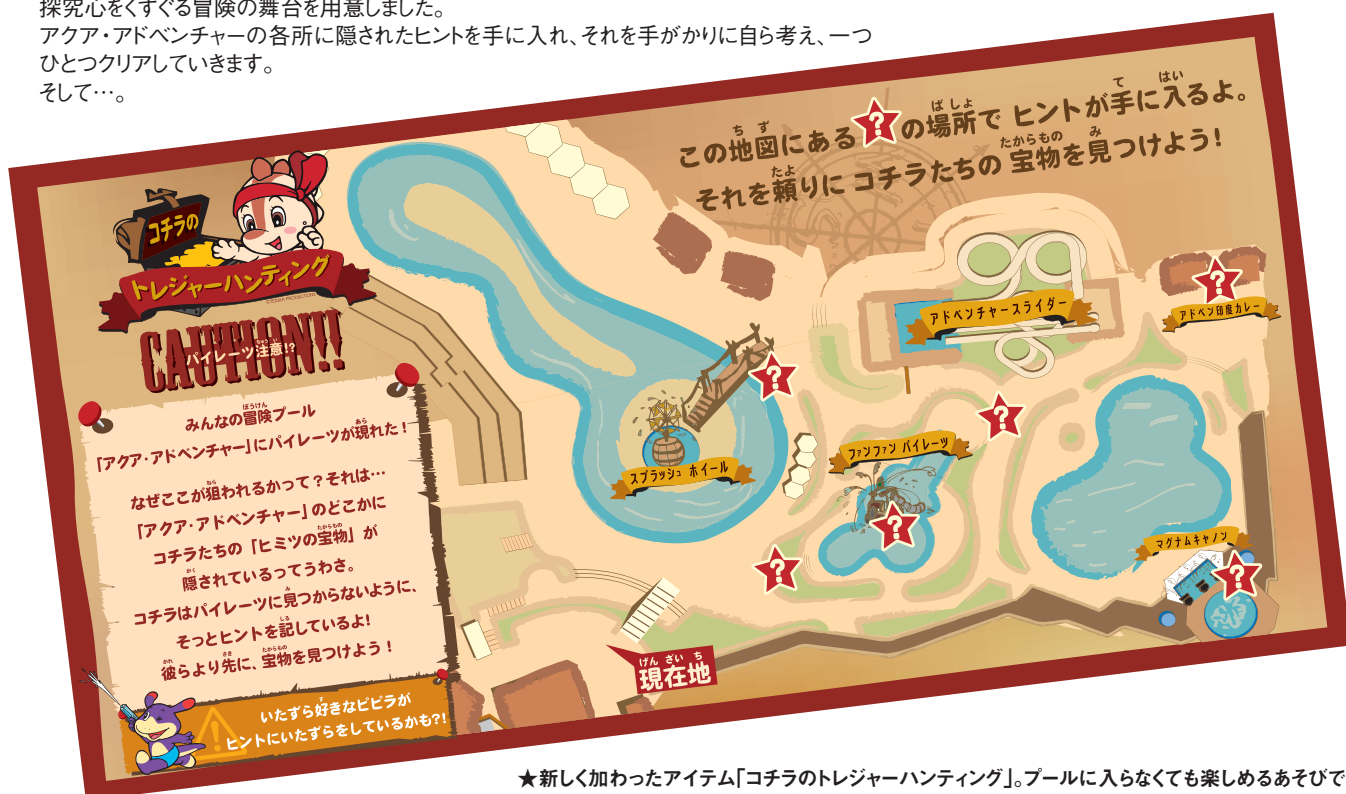 探究心をくすぐる冒険の舞台を用意しました。
アクア・アドベンチャーの各所に隠されたヒントを手に入れ、それを手がかりに自ら考え、一つ
ひとつクリアしていきます。
そして…。
この地図にある?の場所で ヒントが手に入るよ。
それを頼りに コチラたちの 宝物を見つけよう!
コチラの
トレジャーハンティング
CAUTION!!
パイレーツ注意!?
みんなの冒険プール
「アクア・アドベンチャー」にパイレーツが現れた!
なぜここが狙われるかって?それは…
「アクア・アドベンチャー」のどこかに
コチラたちの「ヒミツの宝物」が
隠されているってうわさ。
コチラはパイレーツに見つからないように、
そっとヒントを記しているよ!
彼らより先に、宝物を見つけよう!
いたずら好きなピピラが
ヒントにいたずらをしているかも?!
アドベンチャースライダー
?
アドベン印度カレー
?
?
スプラッシュ ホイール
ファンファン パイレーツ
?
?
マグナムキャノン
?
現在地
★新しく加わったアイテム「コチラのトレジャーハンティング」。プールに入らなくても楽しめるあそびで